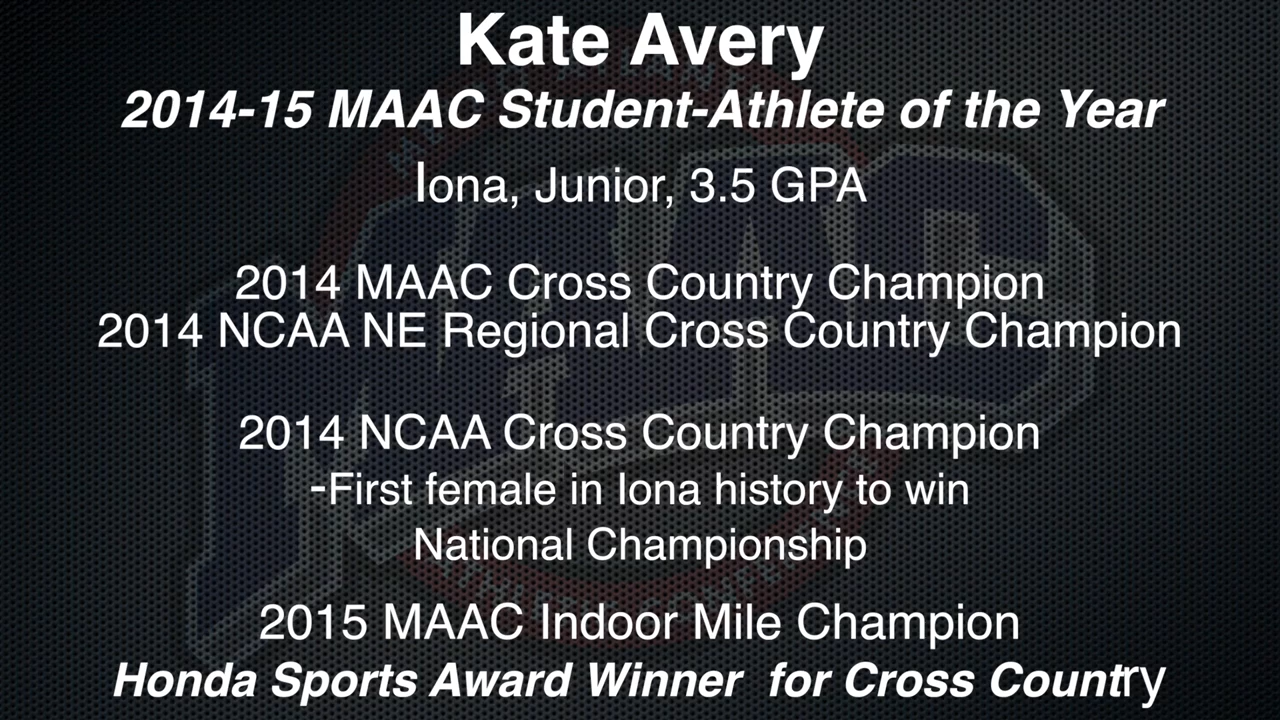 Kate Avery
2014-15 MAAC Student-Athlete of the Year
Iona, Junior, 3.5 GPA
2014 MAAC Cross Country Champion
2014 NCAA NE Regional Cross Country Champion
2014 NCAA Cross Country Champion
-First female in Iona history to win
National Championship
2015 MAAC Indoor Mile Champion
Honda Sports Award Winner  for Cross Country